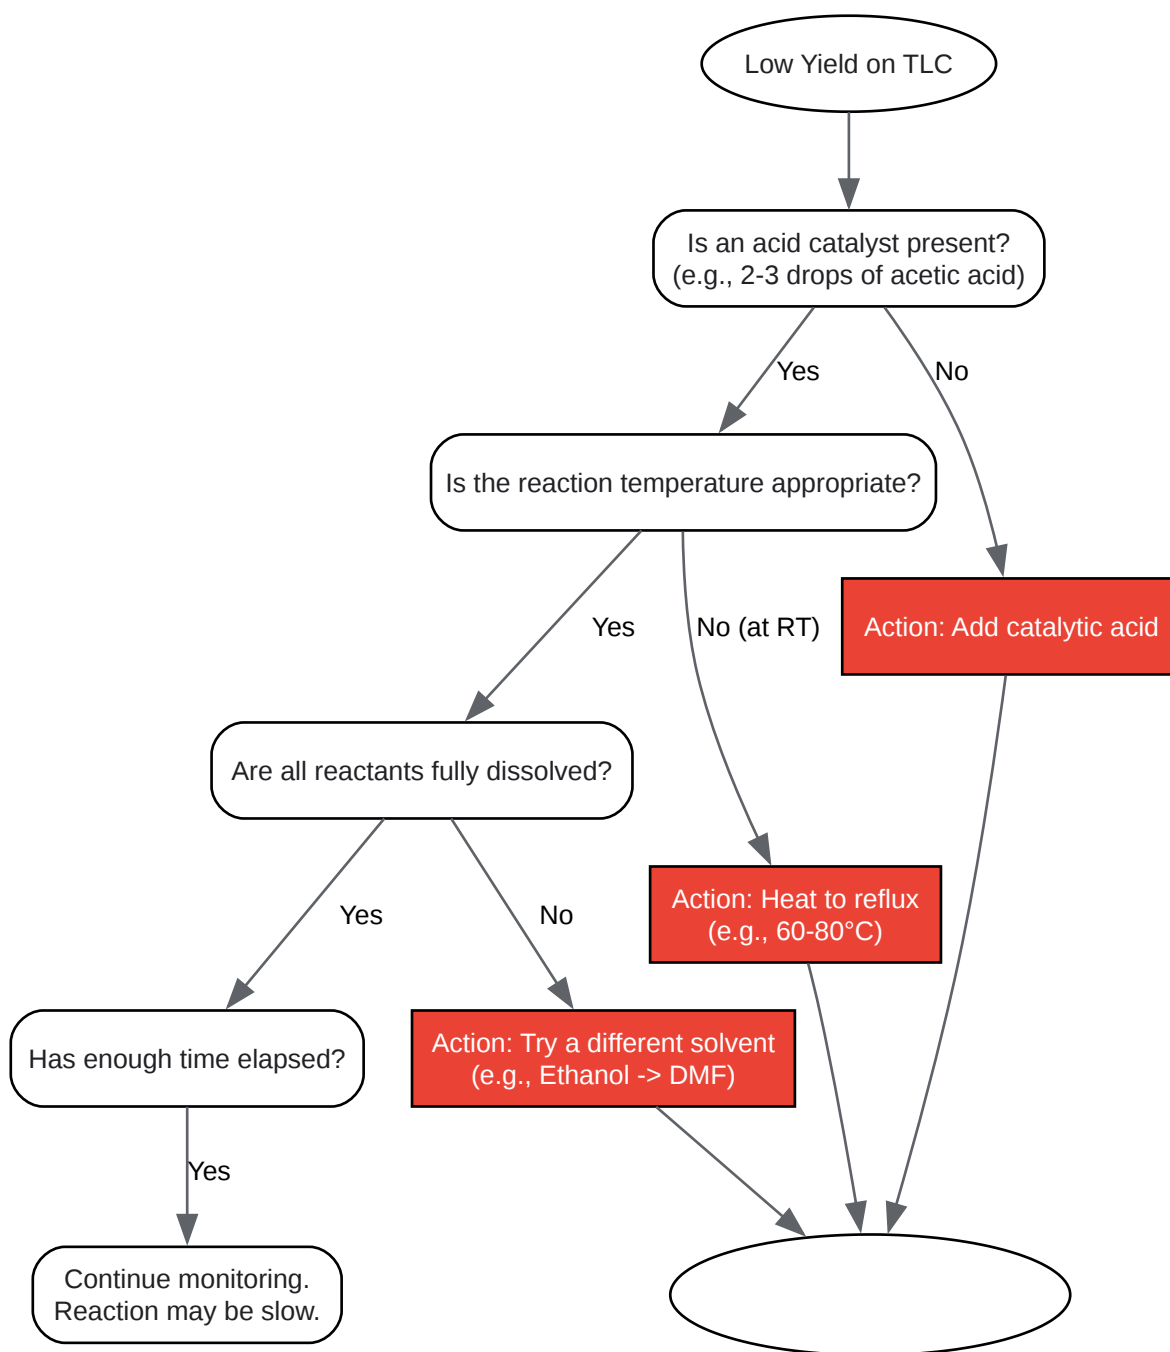 Low Yield on TLC
Is an acid catalyst present?
(e.g., 2-3 drops of acetic acid)
Yes
No
Is the reaction temperature appropriate?
Yes
No (at RT)
Action: Add catalytic acid
Are all reactants fully dissolved?
Yes
No
Action: Heat to reflux
(e.g., 60-80°C)
Has enough time elapsed?
Action: Try a different solvent
(e.g., Ethanol -> DMF)
Yes
Continue monitoring.
Reaction may be slow.